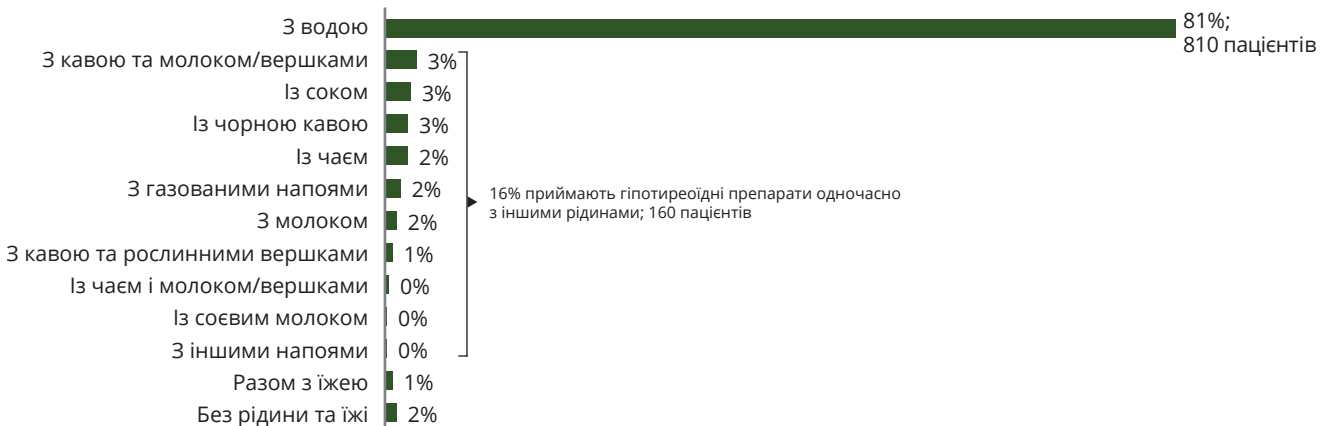 З водою
81%;
810 пацієнтів
З кавою та молоком/вершками
3%
Із соком
3%
Із чорною кавою
3%
Із чаєм
2%
З газованими напоями
2%
16% приймають гіпотиреоїдні препарати одночасно
з іншими рідинами; 160 пацієнтів
З молоком
2%
З кавою та рослинними вершками
1%
Із чаєм і молоком/вершками
0%
Із соєвим молоком
0%
З іншими напоями
0%
Разом з їжею
1%
Без рідини та їжі
2%